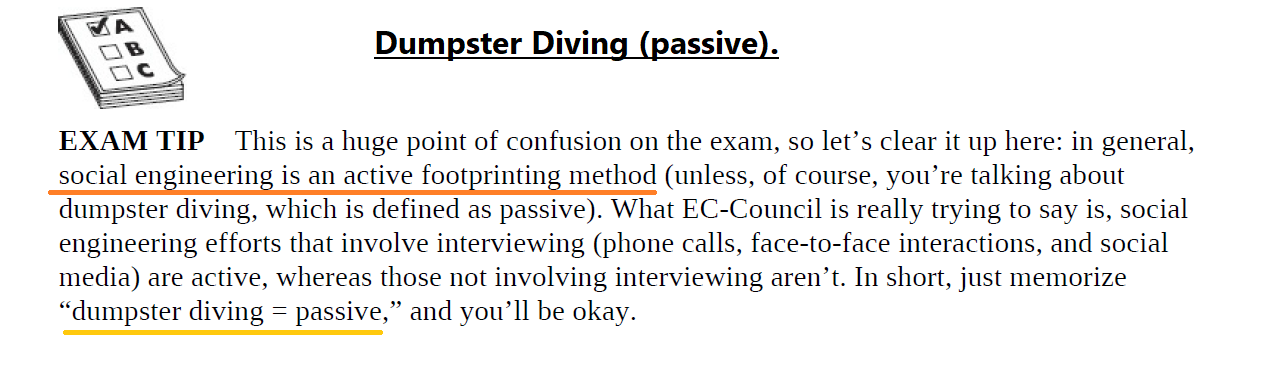 A
B
C
Dumpster Diving (passive).
EXAM TIP This is a huge point of confusion on the exam, so let’s clear it up here: in general,
social engineering is an active footprinting method (unless, of course, you’re talking about
dumpster diving, which is defined as passive). What EC-Council is really trying to say is, social
engineering efforts that involve interviewing (phone calls, face-to-face interactions, and social
media) are active, whereas those not involving interviewing aren’t. In short, just memorize
“dumpster diving = passive,” and you’ll be okay.